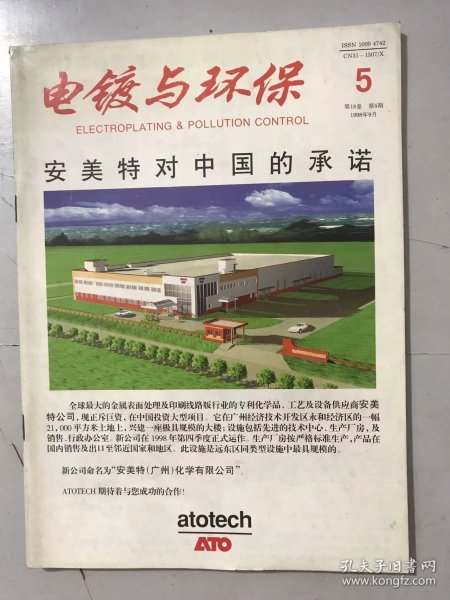 ISSN 1000 4742
CN31—1507/X
电镀与环保
5
第18卷 第5期
1998年9月
ELECTROPLATING & POLLUTION CONTROL
安美特对中国的承诺
全球最大的金属表面处理及印刷线路版行业的专利化学品、工艺及设备供应商安美
特公司，现正斥巨资，在中国投资大型项目。它在广州经济技术开发区永和经济区的一幅
21,000平方米土地上，兴建一座极具规模的大楼；设施包括先进的技术中心、生产厂房，及
销售、行政办公室。新公司在1998年第四季度正式运作。生产厂房按严格标准生产，产品在
国内销售及出口至邻近国家和地区。此设施是远东区同类型设施中最具规模的。
新公司命名为“安美特(广州)化学有限公司”。
ATOTECH 期待着与您成功的合作！
atotech
ATO
孔夫子旧书网
www.kongfz.com